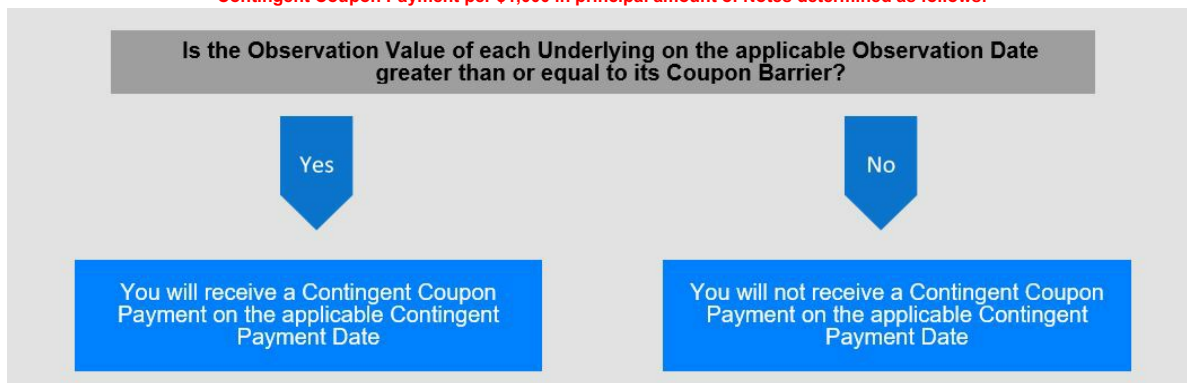 Contingent Coupon Payment per $1,000 in principal amount of Notes determined as follows:
Is the Observation Value of each Underlying on the applicable Observation Date
greater than or equal to its Coupon Barrier?
Yes
No
You will receive a Contingent Coupon
Payment on the applicable Contingent
Payment Date
You will not receive a Contingent Coupon
Payment on the applicable Contingent
Payment Date